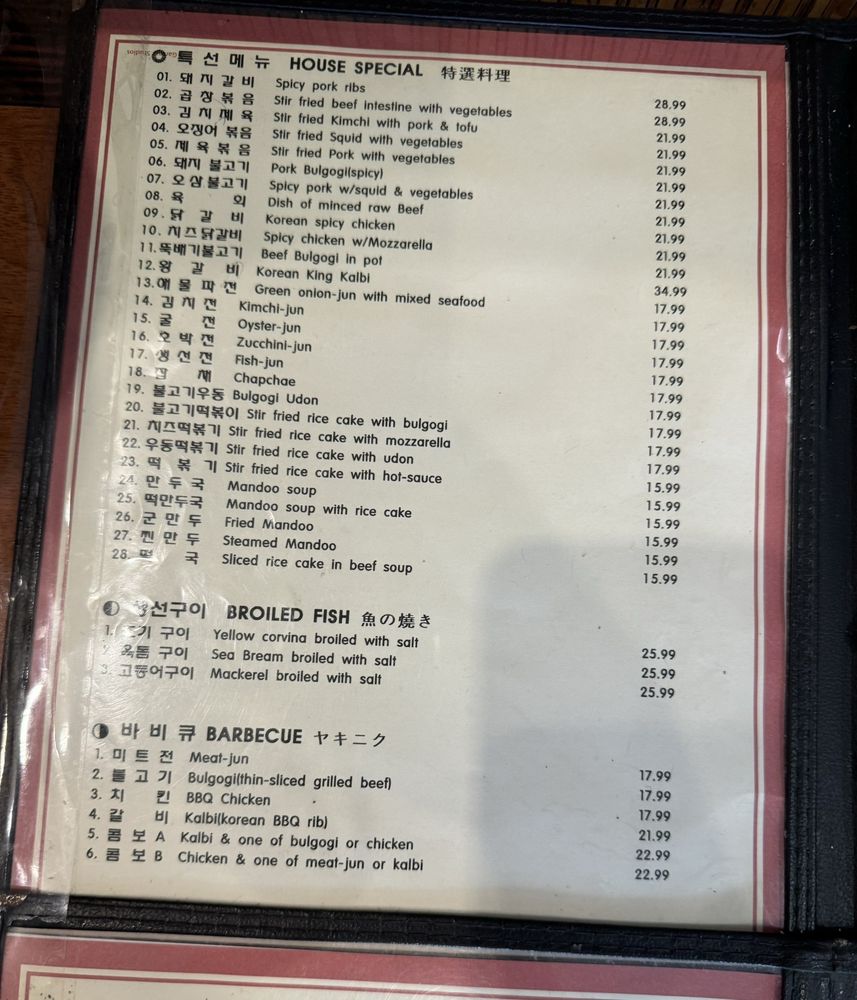 특선메뉴 HOUSE SPECIAL 特選料理
01. 돼지갈비 Spicy pork ribs 28.99
02. 곱창볶음 Stir fried beef intestine with vegetables 28.99
03. 김치제육 Stir fried Kimchi with pork & tofu 21.99
04. 오징어 볶음 Stir fried Squid with vegetables 21.99
05. 제육볶음 Stir fried Pork with vegetables 21.99
06. 돼지 불고기 Pork Bulgogi(spicy) 21.99
07. 오삼불고기 Spicy pork w/squid & vegetables 21.99
08. 육 회 Dish of minced raw Beef 21.99
09. 닭갈비 Korean spicy chicken 21.99
10. 치즈닭갈비 Spicy chicken w/Mozzarella 21.99
11. 뚝배기불고기 Beef Bulgogi in pot 21.99
12. 왕갈비 Korean King Kalbi 34.99
13. 해물파전 Green onion-jun with mixed seafood 17.99
14. 김치전 Kimchi-jun 17.99
15. 굴 전 Oyster-jun 17.99
16. 호박전 Zucchini-jun 17.99
17. 생선전 Fish-jun 17.99
18. 잡 채 Chapchae 17.99
19. 불고기우동 Bulgogi Udon 17.99
20. 불고기떡볶이 Stir fried rice cake with bulgogi 17.99
21. 치즈떡볶기 Stir fried rice cake with mozzarella 17.99
22. 우동떡볶기 Stir fried rice cake with udon 17.99
23. 떡볶기 Stir fried rice cake with hot-sauce 15.99
24. 만두국 Mandoo soup 15.99
25. 떡만두국 Mandoo soup with rice cake 15.99
26. 군만두 Fried Mandoo 15.99
27. 찐만두 Steamed Mandoo 15.99
28. 떡 국 Sliced rice cake in beef soup 15.99
생선구이 BROILED FISH 魚の燒き
1. 조기 구이 Yellow corvina broiled with salt 25.99
2. 옥돔 구이 Sea Bream broiled with salt 25.99
3. 고등어구이 Mackerel broiled with salt 25.99
바비큐 BARBECUE ヤキニク
1. 미트전 Meat-jun 17.99
2. 불고기 Bulgogi(thin-sliced grilled beef) 17.99
3. 치 킨 BBQ Chicken 17.99
4. 갈 비 Kalbi(korean BBQ rib) 21.99
5. 콤보 A Kalbi & one of bulgogi or chicken 22.99
6. 콤보 B Chicken & one of meat-jun or kalbi 22.99